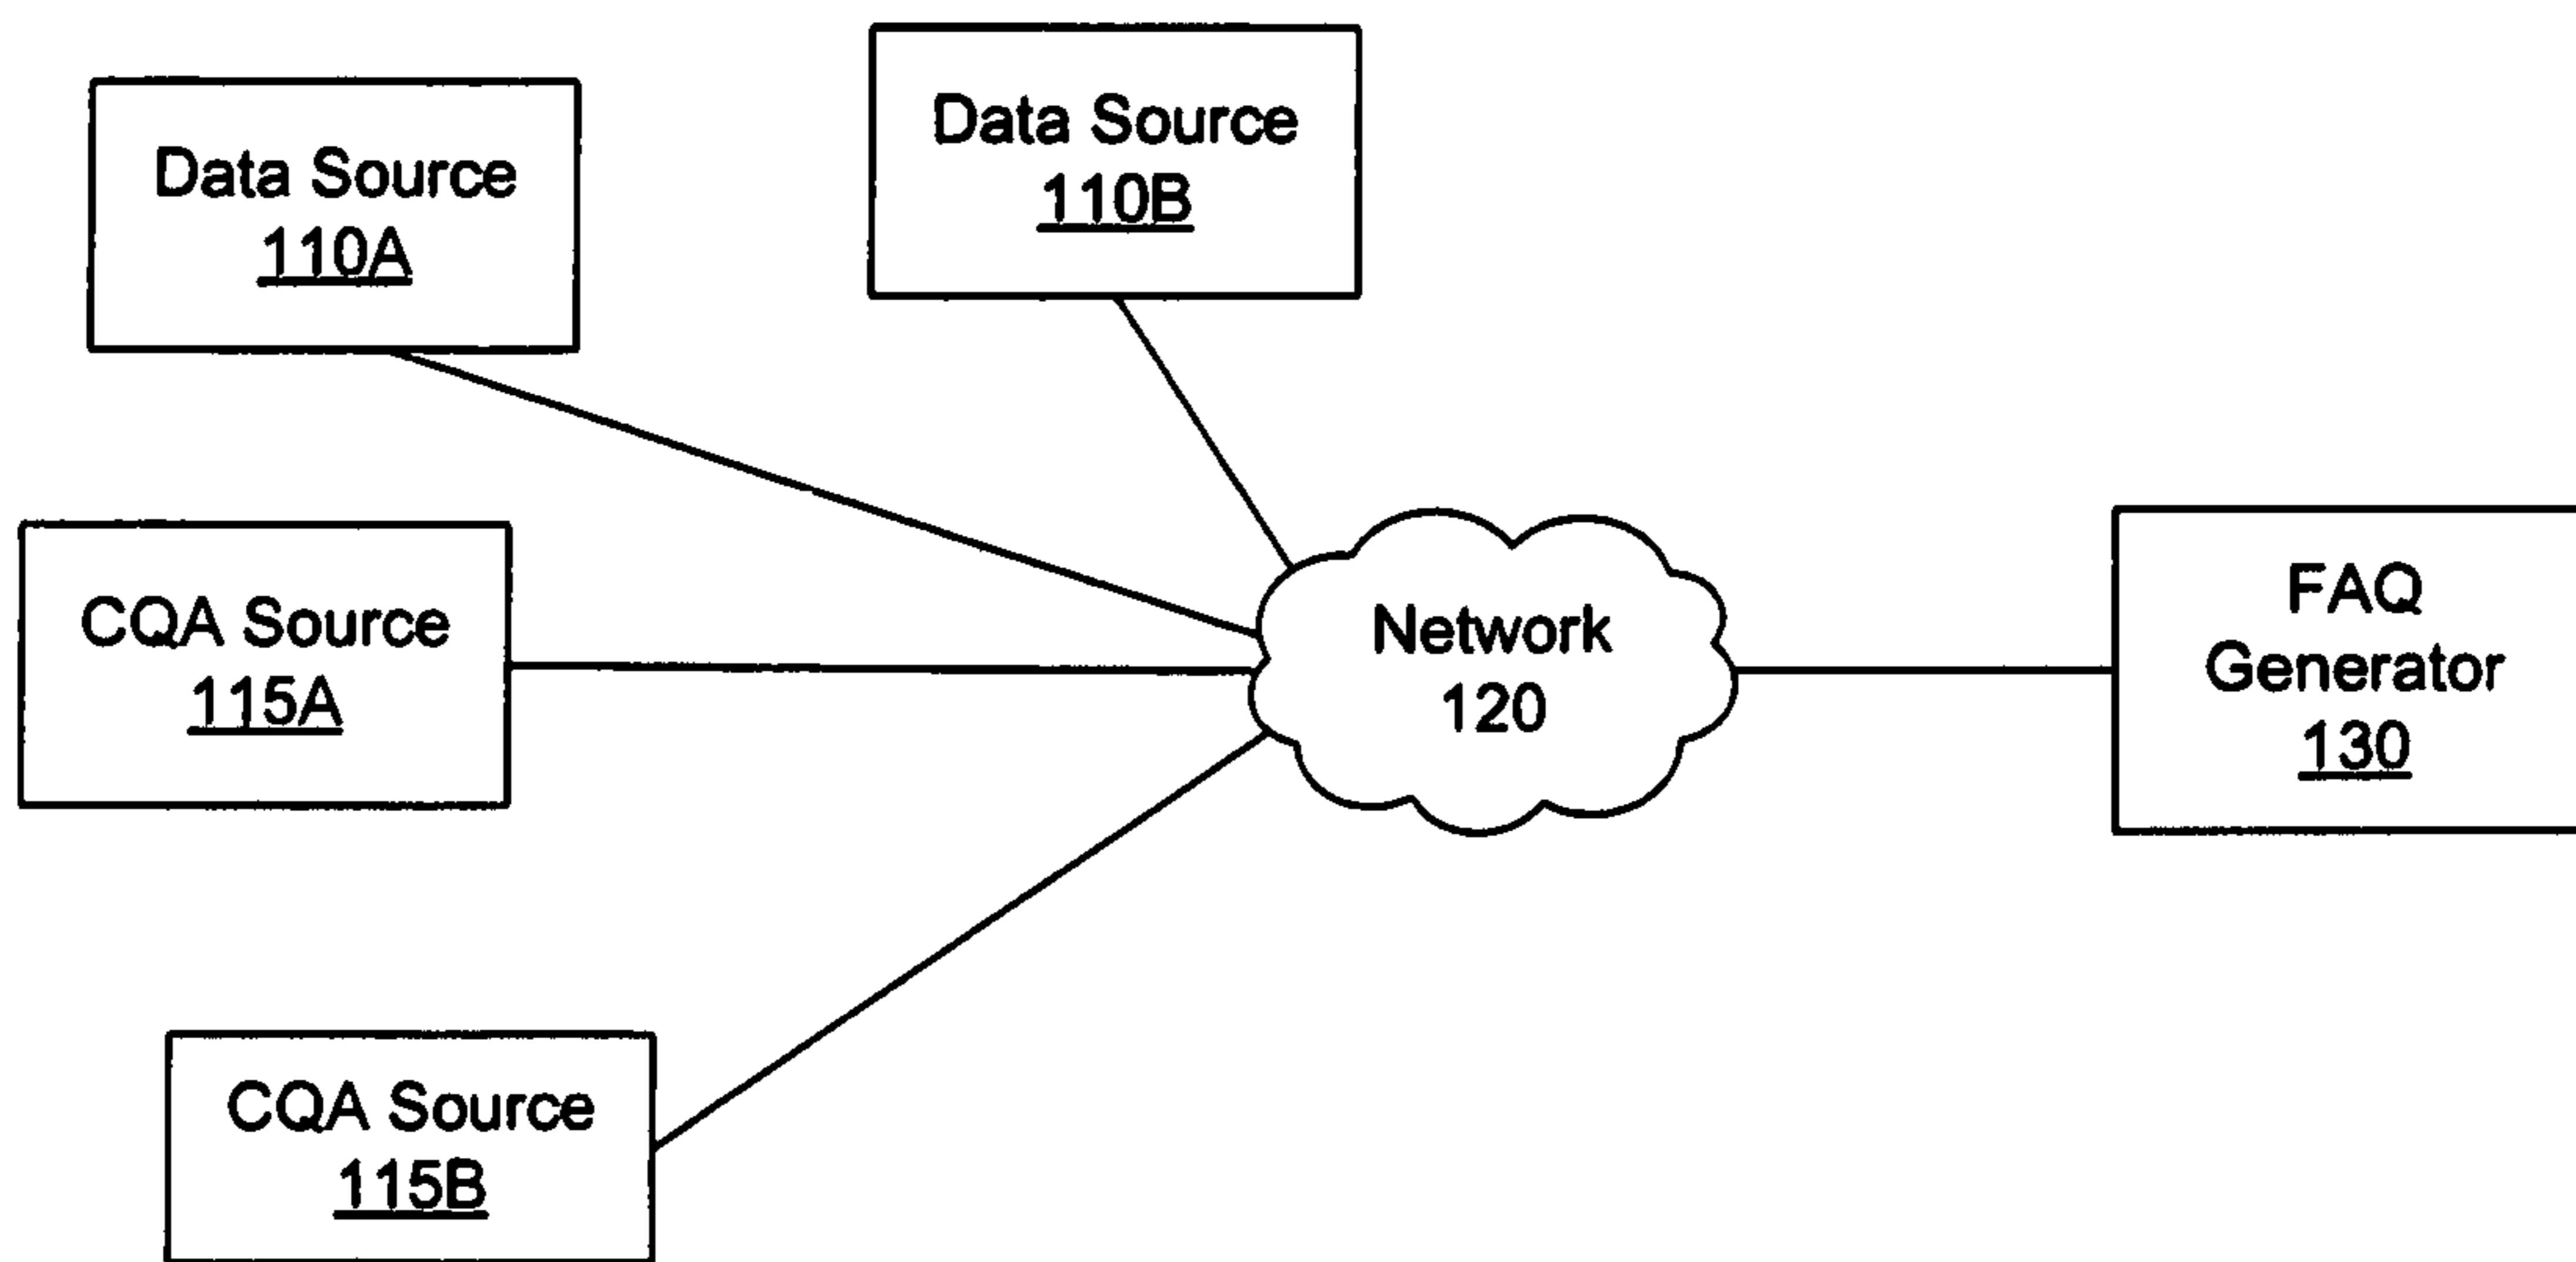 Data Source
110A
Data Source
110B
CQA Source
115A
Network
120
FAQ
Generator
130
CQA Source
115B